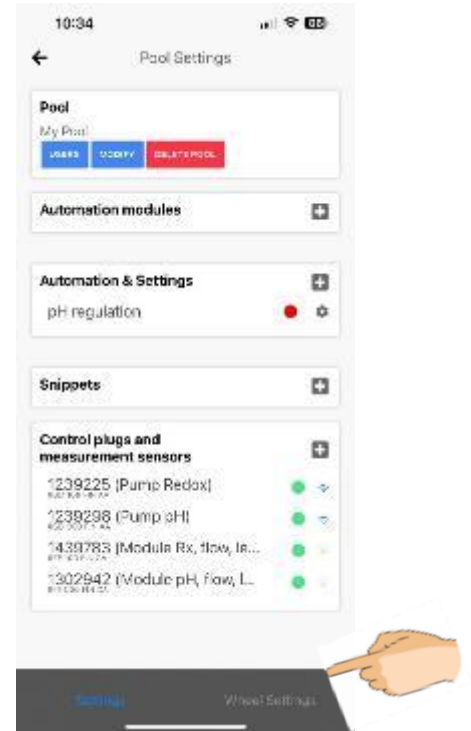 10:34
Pool Settings
Pool
My Pool
USERS MODIFY DELETE POOL
Automation modules
Automation & Settings
pH regulation
Snippets
Control plugs and
measurement sensors
1239225 (Pump Redox)
1239298 (Pump pH)
1439783 (Module Rx, flow, le...
1302942 (Module pH, flow, l...
Settings Wheel Settings